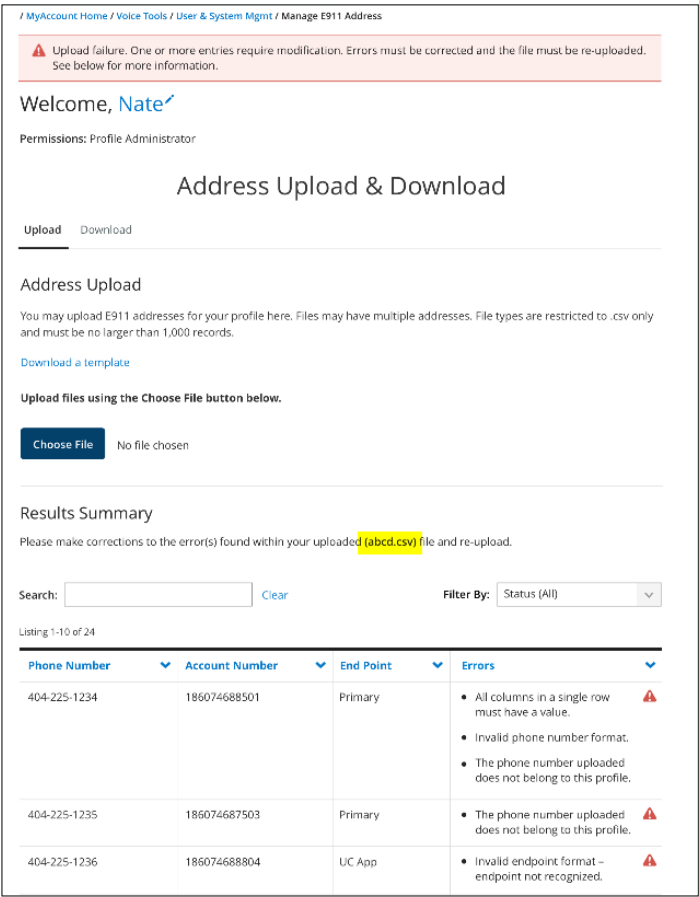 / MyAccount Home / Voice Tools / User & System Mgmt / Manage E911 Address
Upload failure. One or more entries require modification. Errors must be corrected and the file must be re-uploaded.
See below for more information.
Welcome, Nate
Permissions: Profile Administrator
Address Upload & Download
Upload Download
Address Upload
You may upload E911 addresses for your profile here. Files may have multiple addresses. File types are restricted to .csv only
and must be no larger than 1,000 records.
Download a template
Upload files using the Choose File button below.
Choose File No file chosen
Results Summary
Please make corrections to the error(s) found within your uploaded (abcd.csv) file and re-upload.
Search: Clear Filter By: Status (All)
Listing 1-10 of 24
Phone Number Account Number End Point Errors
404-225-1234 186074688501 Primary • All columns in a single row
must have a value.
• Invalid phone number format.
• The phone number uploaded
does not belong to this profile.
404-225-1235 186074687503 Primary • The phone number uploaded
does not belong to this profile.
404-225-1236 186074688804 UC App • Invalid endpoint format –
endpoint not recognized.